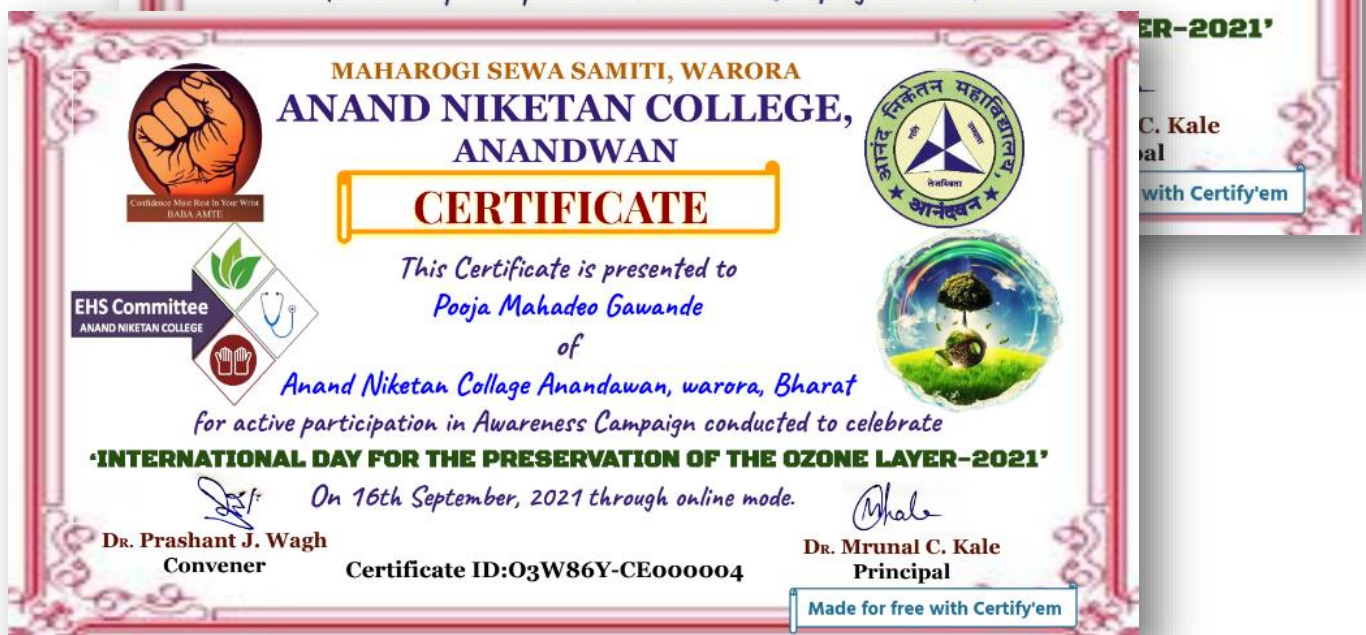 ER-2021'
C. Kale
pal
with Certify'em
MAHAROGI SEWA SAMITI, WARORA
ANAND NIKETAN COLLEGE,
ANANDWAN
CERTIFICATE
Confidence Must Rest In Your Wrist
BABA AMTE
आनंद निकेतन महाविद्यालय,
आनंदवन
EHS Committee
ANAND NIKETAN COLLEGE
This Certificate is presented to
Pooja Mahadeo Gawande
of
Anand Niketan Collage Anandawan, warora, Bharat
for active participation in Awareness Campaign conducted to celebrate
'INTERNATIONAL DAY FOR THE PRESERVATION OF THE OZONE LAYER-2021'
On 16th September, 2021 through online mode.
Mkale
DR. Prashant J. Wagh
Convener
Certificate ID:O3W86Y-CE000004
DR. Mrunal C. Kale
Principal
Made for free with Certify'em